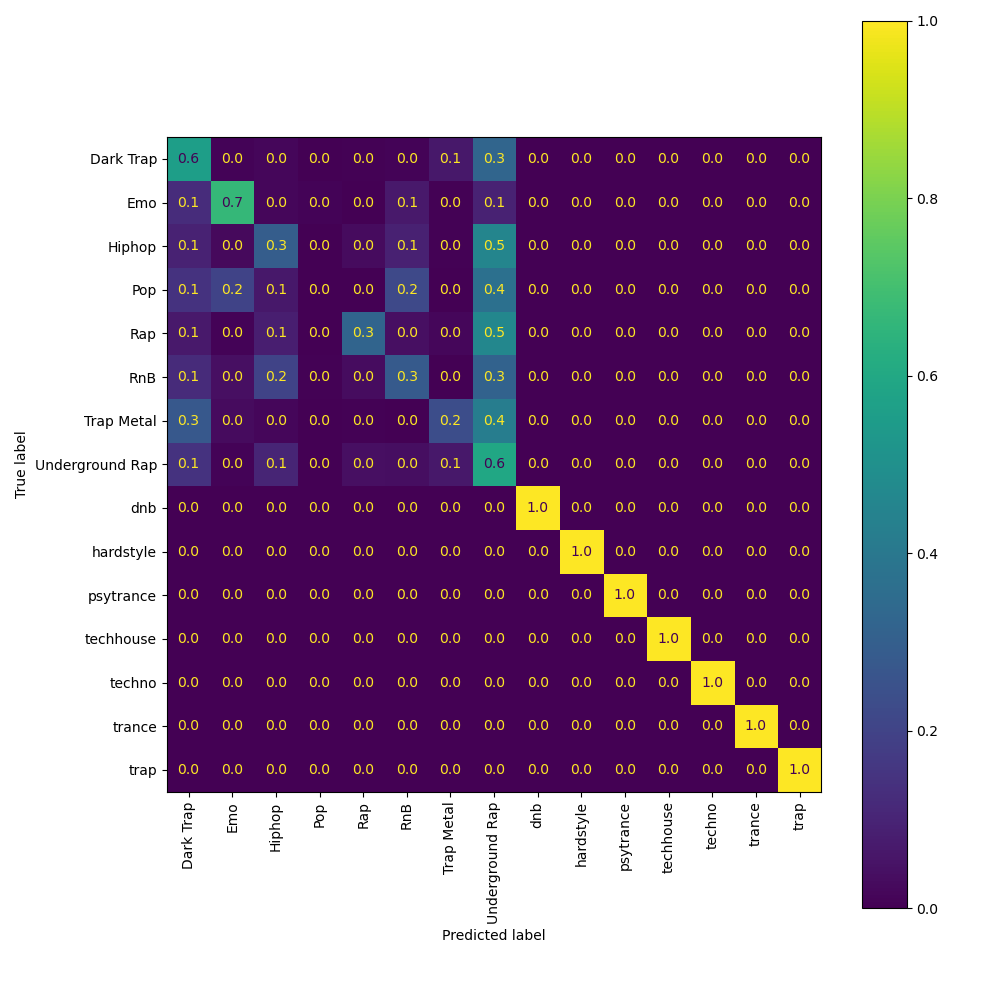 1.0
Dark Trap 0.6 0.0 0.0 0.0 0.0 0.0 0.1 0.3 0.0 0.0 0.0 0.0 0.0 0.0 0.0
Emo 0.1 0.7 0.0 0.0 0.0 0.1 0.0 0.1 0.0 0.0 0.0 0.0 0.0 0.0 0.0
0.8
Hiphop 0.1 0.0 0.3 0.0 0.0 0.1 0.0 0.5 0.0 0.0 0.0 0.0 0.0 0.0 0.0
Pop 0.1 0.2 0.1 0.0 0.0 0.2 0.0 0.4 0.0 0.0 0.0 0.0 0.0 0.0 0.0
Rap 0.1 0.0 0.1 0.0 0.3 0.0 0.0 0.5 0.0 0.0 0.0 0.0 0.0 0.0 0.0
RnB 0.1 0.0 0.2 0.0 0.0 0.3 0.0 0.3 0.0 0.0 0.0 0.0 0.0 0.0 0.0
0.6
Trap Metal 0.3 0.0 0.0 0.0 0.0 0.0 0.2 0.4 0.0 0.0 0.0 0.0 0.0 0.0 0.0
Underground Rap 0.1 0.0 0.1 0.0 0.0 0.0 0.1 0.6 0.0 0.0 0.0 0.0 0.0 0.0 0.0
True label
dnb 0.0 0.0 0.0 0.0 0.0 0.0 0.0 0.0 1.0 0.0 0.0 0.0 0.0 0.0 0.0
hardstyle 0.0 0.0 0.0 0.0 0.0 0.0 0.0 0.0 0.0 1.0 0.0 0.0 0.0 0.0 0.0
0.4
psytrance 0.0 0.0 0.0 0.0 0.0 0.0 0.0 0.0 0.0 0.0 1.0 0.0 0.0 0.0 0.0
techhouse 0.0 0.0 0.0 0.0 0.0 0.0 0.0 0.0 0.0 0.0 0.0 1.0 0.0 0.0 0.0
techno 0.0 0.0 0.0 0.0 0.0 0.0 0.0 0.0 0.0 0.0 0.0 0.0 1.0 0.0 0.0
trance 0.0 0.0 0.0 0.0 0.0 0.0 0.0 0.0 0.0 0.0 0.0 0.0 0.0 1.0 0.0
0.2
trap 0.0 0.0 0.0 0.0 0.0 0.0 0.0 0.0 0.0 0.0 0.0 0.0 0.0 0.0 1.0
Dark Trap
Emo
Hiphop
Pop
Rap
RnB
Trap Metal
Underground Rap
dnb
hardstyle
psytrance
techhouse
techno
trance
trap
0.0
Predicted label